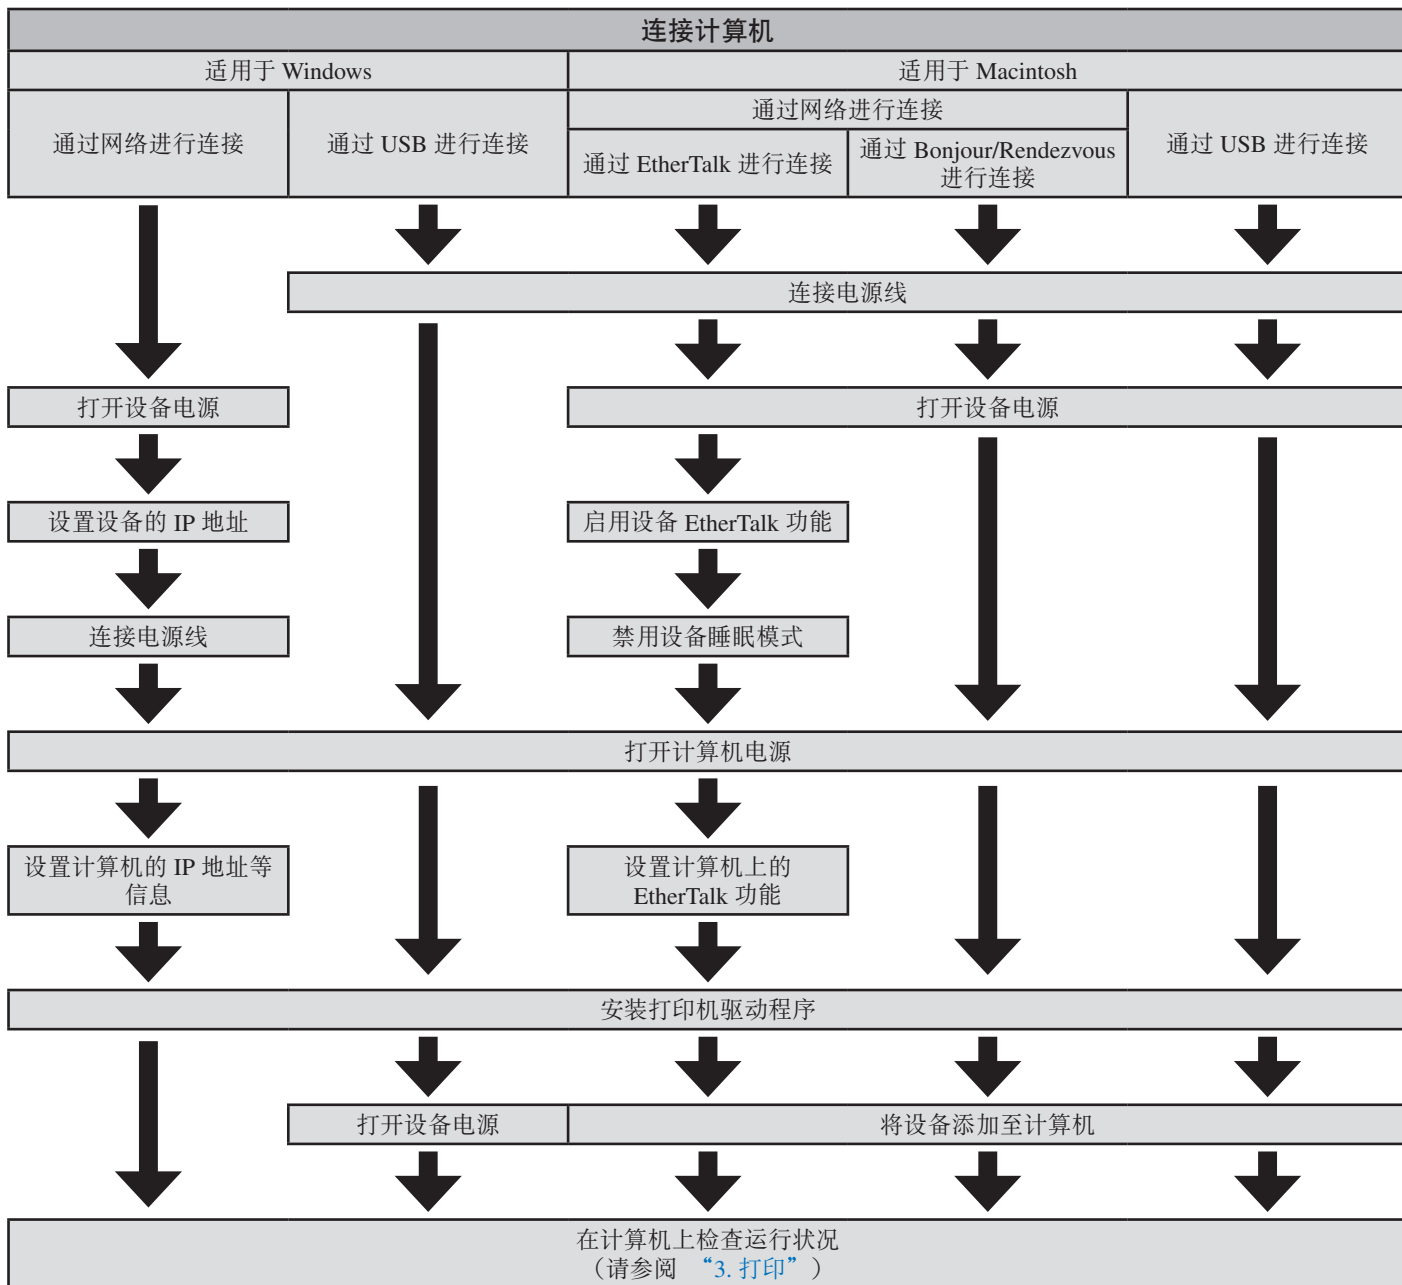 连接计算机
适用于 Windows
适用于 Macintosh
通过网络进行连接
通过 USB 进行连接
通过网络进行连接
通过 EtherTalk 进行连接
通过 Bonjour/Rendezvous
进行连接
通过 USB 进行连接
连接电源线
打开设备电源
打开设备电源
设置设备的 IP 地址
启用设备 EtherTalk 功能
连接电源线
禁用设备睡眠模式
打开计算机电源
设置计算机的 IP 地址等
信息
设置计算机上的
EtherTalk 功能
安装打印机驱动程序
打开设备电源
将设备添加至计算机
在计算机上检查运行状况
（请参阅 “3. 打印”）